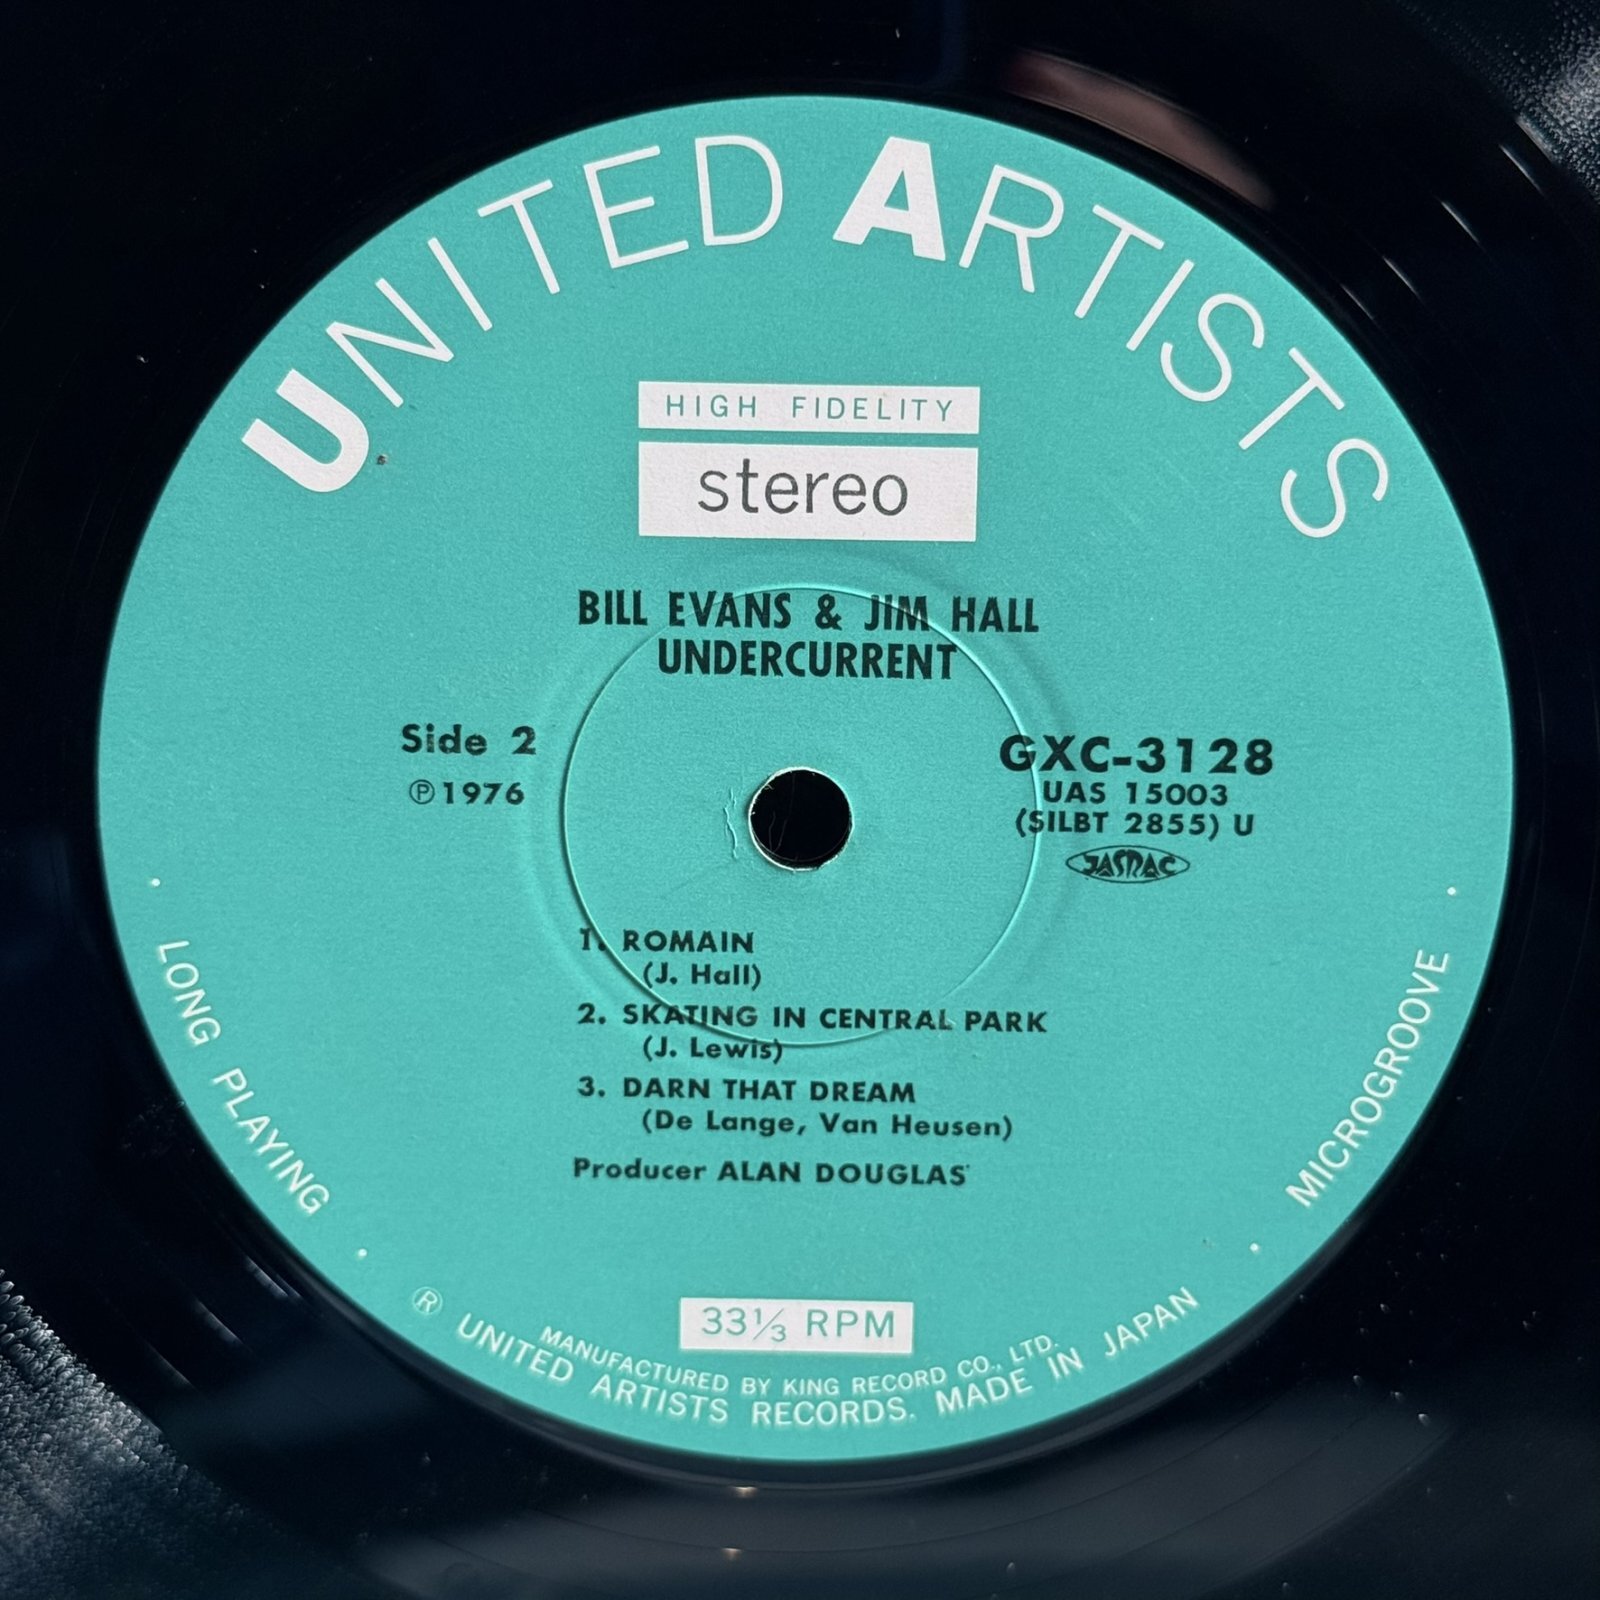 UNITED ARTISTS
HIGH FIDELITY
stereo
BILL EVANS & JIM HALL
UNDERCURRENT
Side 2
Ⓟ1976
GXC-3128
UAS 15003
(SILBT 2855) U
JASRAC
1. ROMAIN
(J. Hall)
2. SKATING IN CENTRAL PARK
(J. Lewis)
3. DARN THAT DREAM
(De Lange, Van Heusen)
Producer ALAN DOUGLAS
· LONG PLAYING ·
· MICROGROOVE ·
33⅓ RPM
MANUFACTURED BY KING RECORD CO., LTD.
® UNITED ARTISTS RECORDS. MADE IN JAPAN